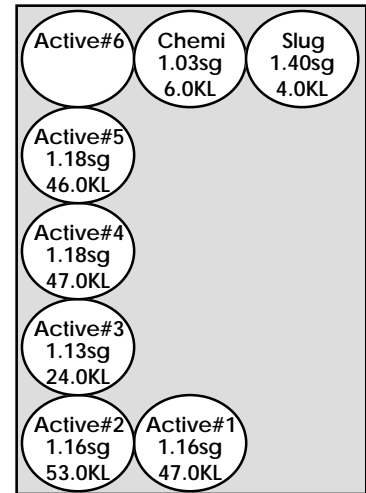 Active#6
Chemi
1.03sg
6.0KL
Slug
1.40sg
4.0KL
Active#5
1.18sg
46.0KL
Active#4
1.18sg
47.0KL
Active#3
1.13sg
24.0KL
Active#2
1.16sg
53.0KL
Active#1
1.16sg
47.0KL